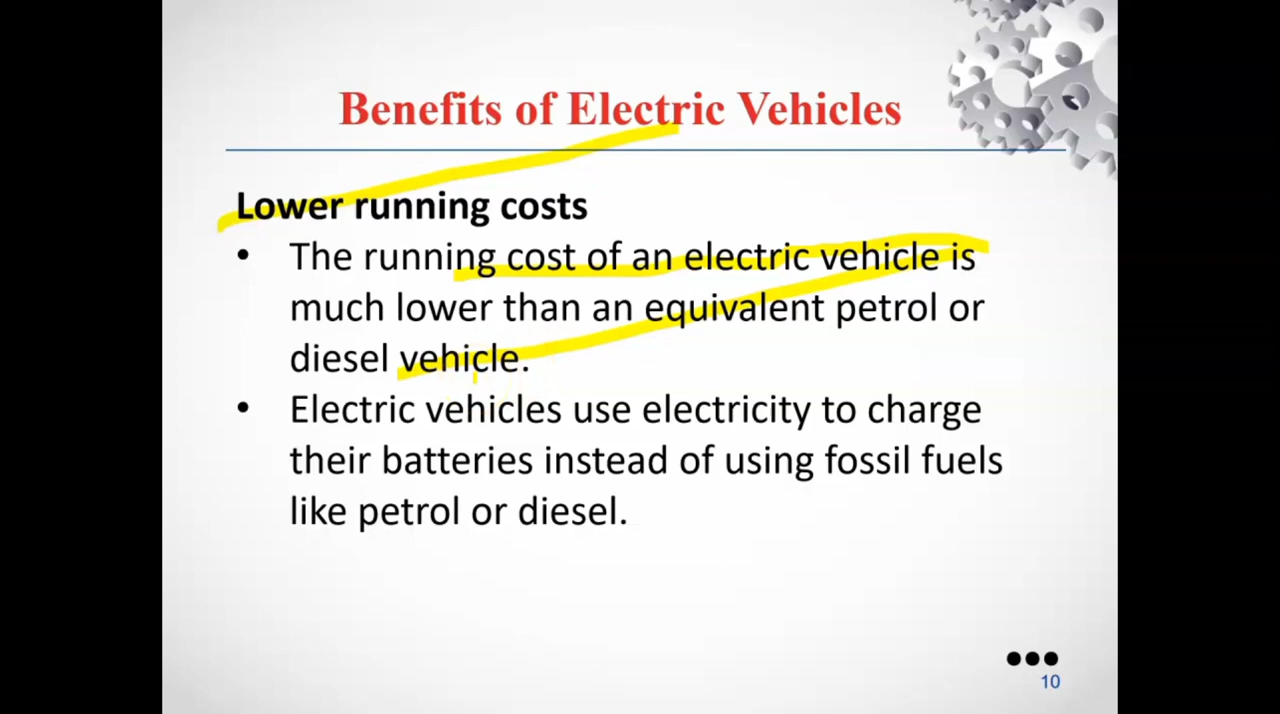 Benefits of Electric Vehicles
Lower running costs
• The running cost of an electric vehicle is
much lower than an equivalent petrol or
diesel vehicle.
• Electric vehicles use electricity to charge
their batteries instead of using fossil fuels
like petrol or diesel.
10